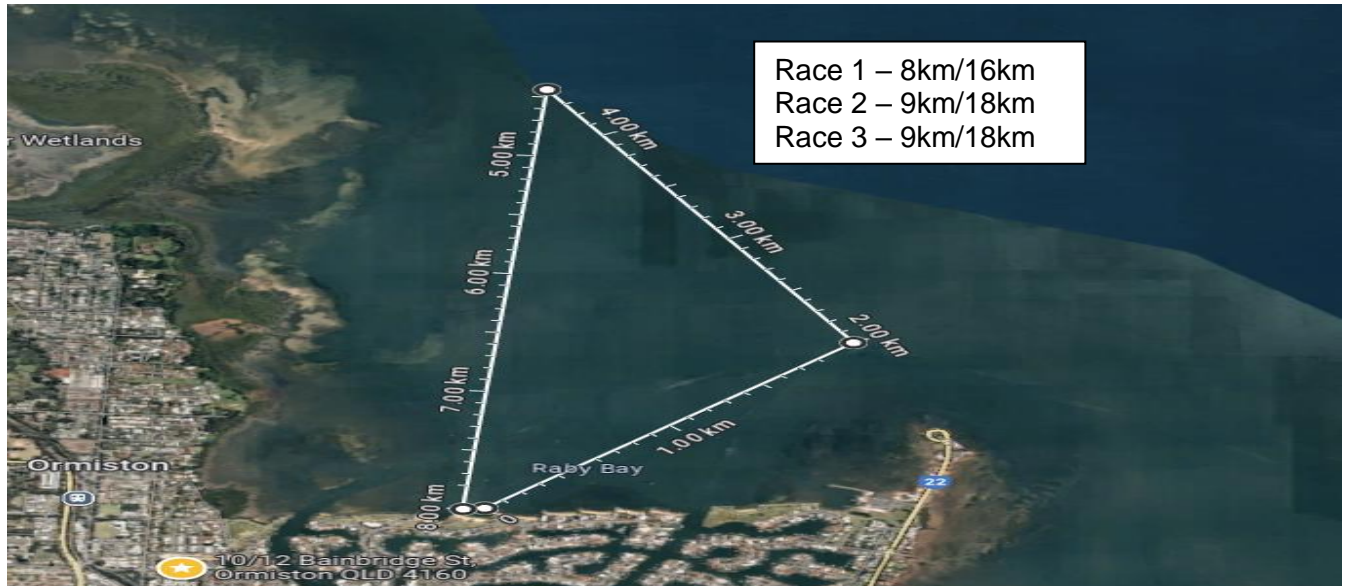 Race 1 – 8km/16km
Race 2 – 9km/18km
Race 3 – 9km/18km
4.00 km
5.00 km
r Wetlands
3.00 km
6.00 km
2.00 km
7.00 km
1.00 km
Ormiston
Raby Bay
22
8.00 km
0
10/12 Bainbridge St,
Ormiston QLD 4160